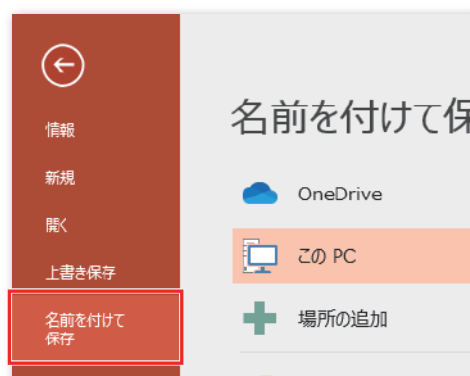 情報
新規
開く
上書き保存
名前を付けて
保存
名前を付けて保
OneDrive
この PC
場所の追加